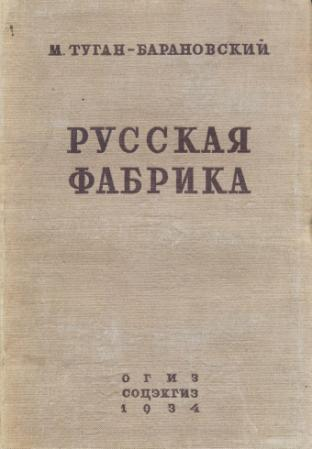 М. ТУГАН-БАРАНОВСКИЙ
РУССКАЯ
ФАБРИКА
ОГИЗ
СОЦЭКГИЗ
1934